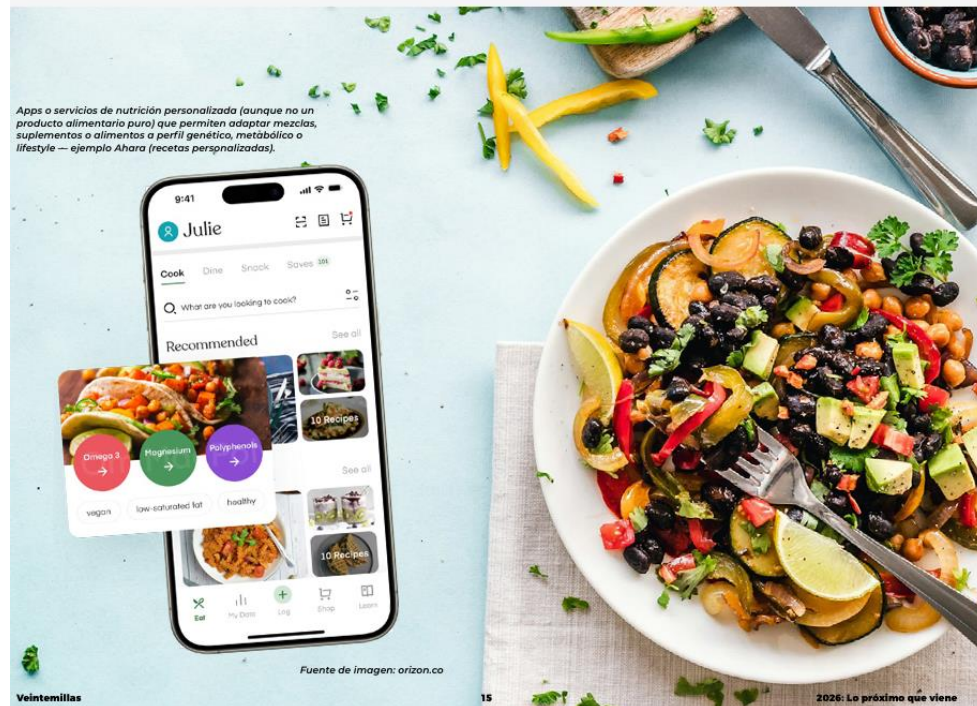 Apps o servicios de nutrición personalizada (aunque no un
producto alimentario puro) que permiten adaptar mezclas,
suplementos o alimentos a perfil genético, metabólico o
lifestyle — ejemplo Ahara (recetas personalizadas).
9:41
Julie
Cook Dine Snack Saves 101
What are you looking to cook?
Recommended See all
10 Recipes
Omega 3 Magnesium Polyphenols
vegan low-saturated fat healthy
See all
10 Recipes
Eat My Data Log Shop Learn
Fuente de imagen: orizon.co
Veintemillas 15 2026: Lo próximo que viene